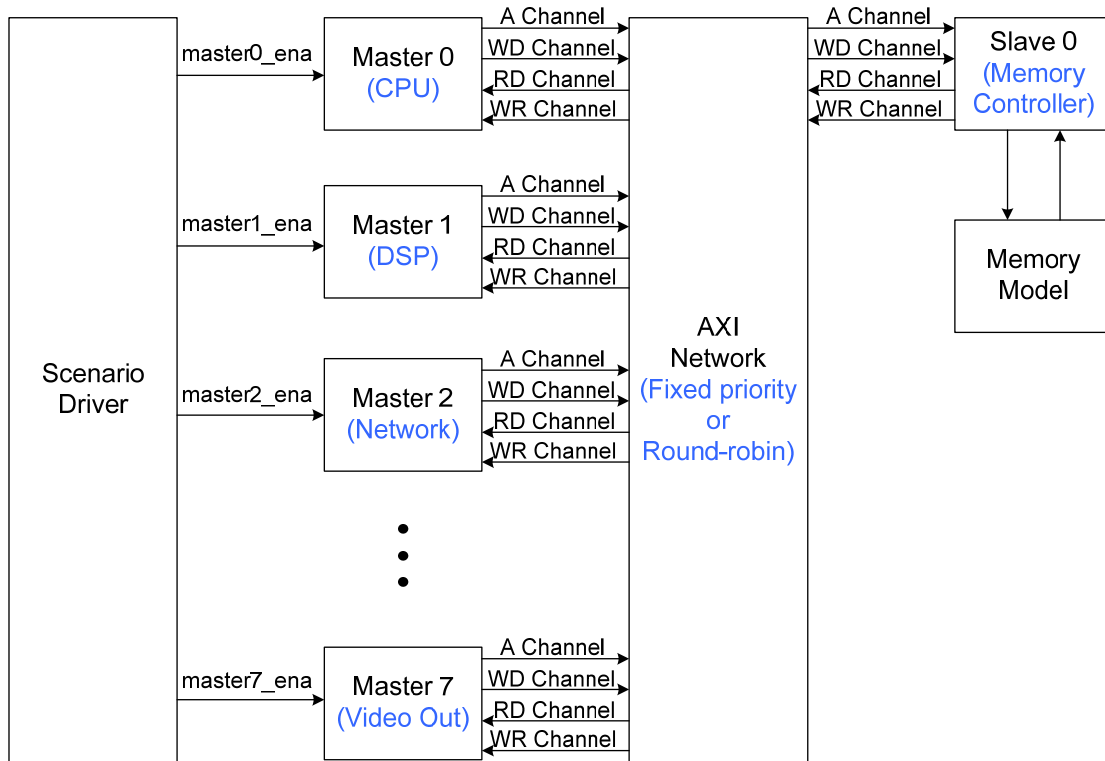 Scenario
Driver
master0_ena
Master 0
(CPU)
A Channel
WD Channel
RD Channel
WR Channel
master1_ena
Master 1
(DSP)
A Channel
WD Channel
RD Channel
WR Channel
master2_ena
Master 2
(Network)
A Channel
WD Channel
RD Channel
WR Channel
master7_ena
Master 7
(Video Out)
A Channel
WD Channel
RD Channel
WR Channel
AXI
Network
(Fixed priority
or
Round-robin)
A Channel
WD Channel
RD Channel
WR Channel
Slave 0
(Memory
Controller)
Memory
Model